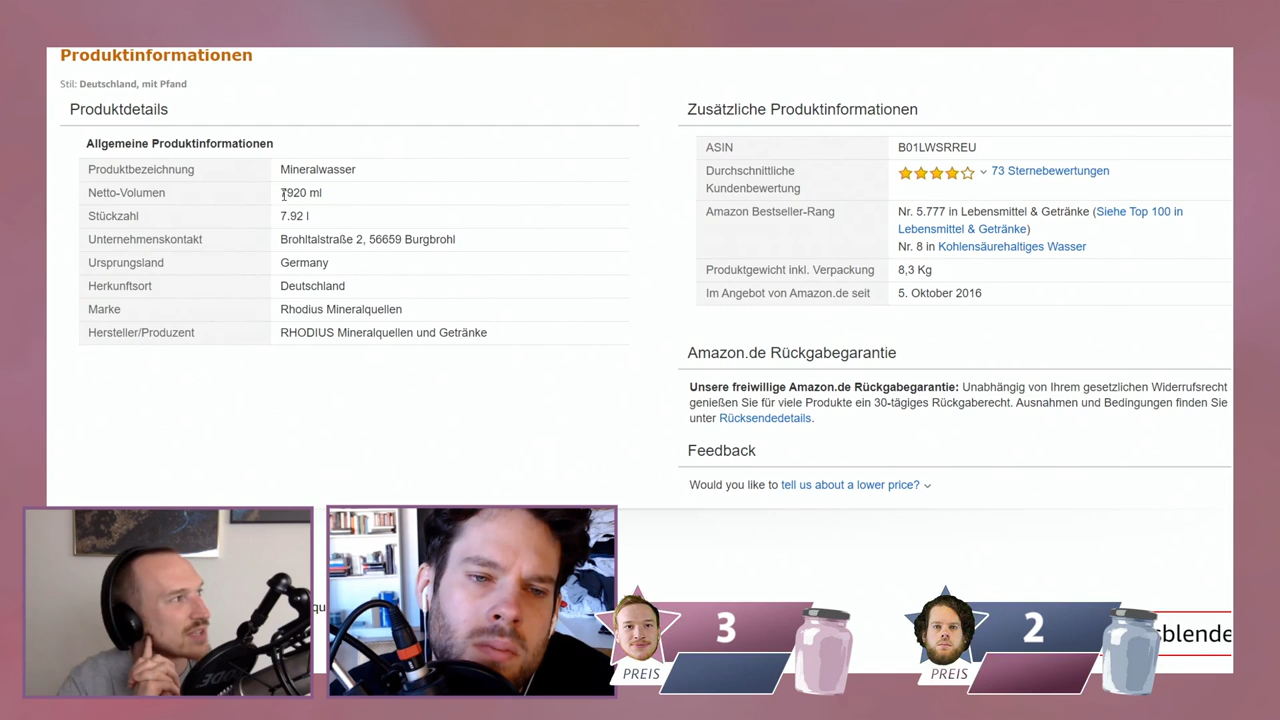 Produktinformationen
Stil: Deutschland, mit Pfand
Produktdetails
Allgemeine Produktinformationen
Produktbezeichnung Mineralwasser
Netto-Volumen 7920 ml
Stückzahl 7.92 l
Unternehmenskontakt Brohltalstraße 2, 56659 Burgbrohl
Ursprungsland Germany
Herkunftsort Deutschland
Marke Rhodius Mineralquellen
Hersteller/Produzent RHODIUS Mineralquellen und Getränke
Zusätzliche Produktinformationen
ASIN B01LWSRREU
Durchschnittliche
Kundenbewertung
73 Sternebewertungen
Amazon Bestseller-Rang
Nr. 5.777 in Lebensmittel & Getränke (Siehe Top 100 in
Lebensmittel & Getränke)
Nr. 8 in Kohlensäurehaltiges Wasser
Produktgewicht inkl. Verpackung 8,3 Kg
Im Angebot von Amazon.de seit 5. Oktober 2016
Amazon.de Rückgabegarantie
Unsere freiwillige Amazon.de Rückgabegarantie: Unabhängig von Ihrem gesetzlichen Widerrufsrecht
genießen Sie für viele Produkte ein 30-tägiges Rückgaberecht. Ausnahmen und Bedingungen finden Sie
unter Rücksendedetails.
Feedback
Would you like to tell us about a lower price?
qu
3
PREIS
2
PREIS
sblende